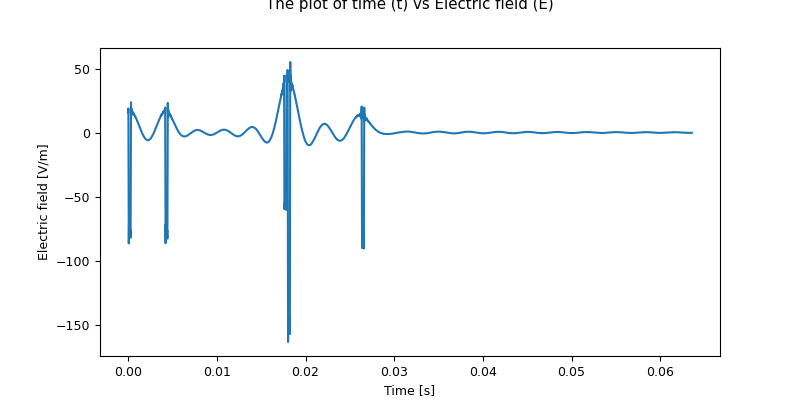 The plot of time (t) vs Electric field (E)
50
0
−50
−100
−150
Electric field [V/m]
0.00 0.01 0.02 0.03 0.04 0.05 0.06
Time [s]